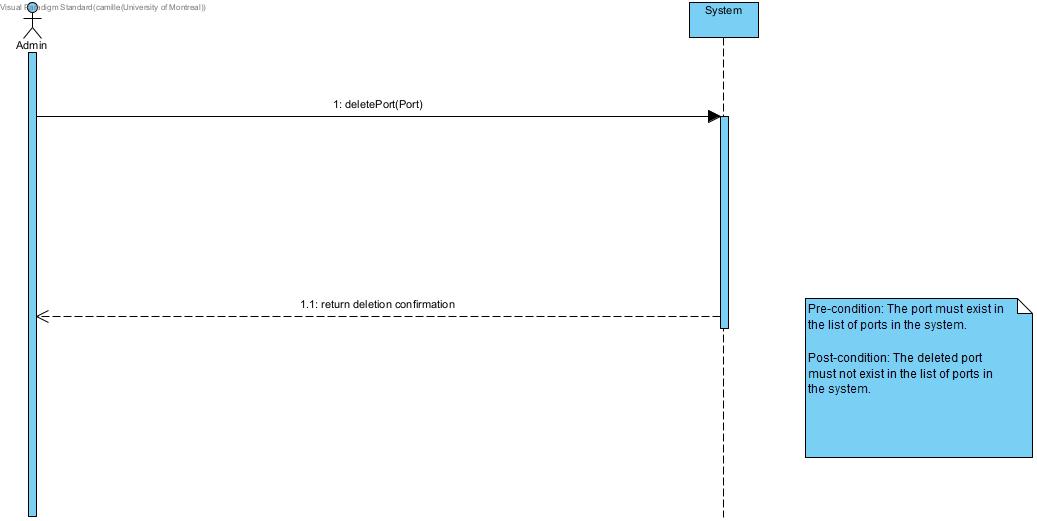 Visual Paradigm Standard(camille(University of Montreal))
System
Admin
1: deletePort(Port)
1.1: return deletion confirmation
Pre-condition: The port must exist in
the list of ports in the system.
Post-condition: The deleted port
must not exist in the list of ports in
the system.